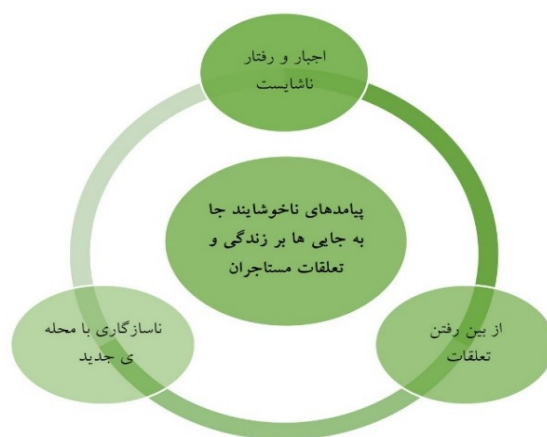 اجبار و رفتار
ناشایست
پیامدهای ناخوشایند جا
به جایی ها بر زندگی و
تعلقات مستاجران
از بین رفتن
تعلقات
ناسازگاری با محله
ی جدید